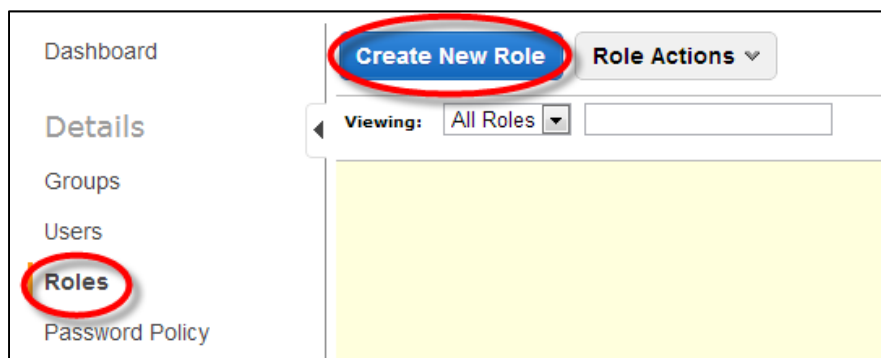 Dashboard
Details
Groups
Users
Roles
Password Policy
Create New Role
Role Actions
Viewing: All Roles